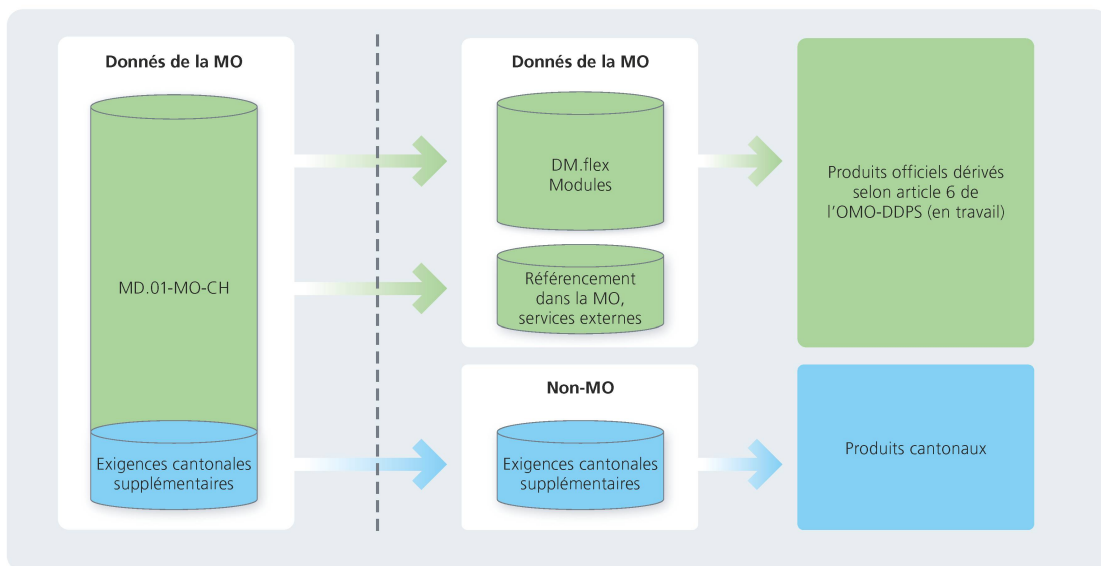 Donnés de la MO
MD.01-MO-CH
Exigences cantonales
supplémentaires
Donnés de la MO
DM.flex
Modules
Référencement
dans la MO,
services externes
Non-MO
Exigences cantonales
supplémentaires
Produits officiels dérivés
selon article 6 de
l'OMO-DDPS (en travail)
Produits cantonaux